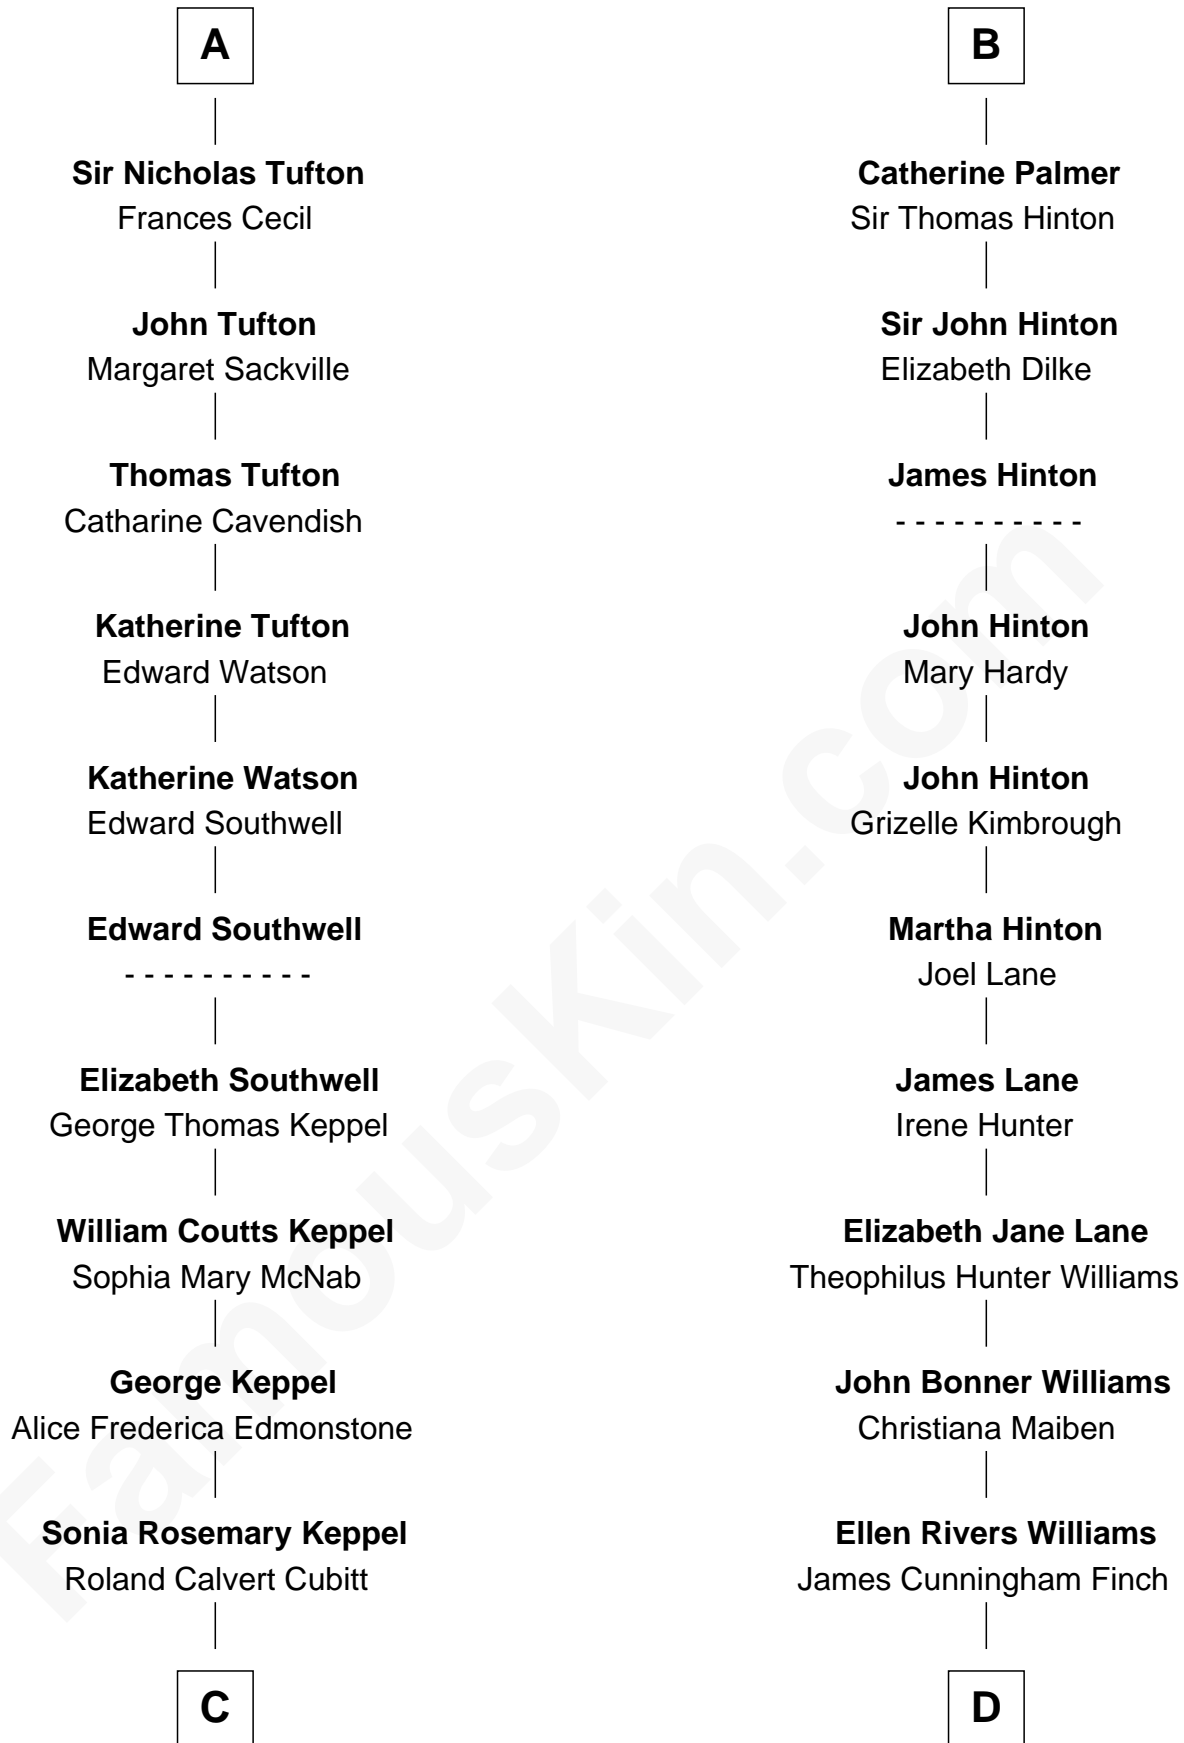 A
Sir Nicholas Tufton
Frances Cecil
John Tufton
Margaret Sackville
Thomas Tufton
Catharine Cavendish
Katherine Tufton
Edward Watson
Katherine Watson
Edward Southwell
Edward Southwell
- - - - - - - - - -
Elizabeth Southwell
George Thomas Keppel
William Coutts Keppel
Sophia Mary McNab
George Keppel
Alice Frederica Edmonstone
Sonia Rosemary Keppel
Roland Calvert Cubitt
C
B
Catherine Palmer
Sir Thomas Hinton
Sir John Hinton
Elizabeth Dilke
James Hinton
- - - - - - - - - -
John Hinton
Mary Hardy
John Hinton
Grizelle Kimbrough
Martha Hinton
Joel Lane
James Lane
Irene Hunter
Elizabeth Jane Lane
Theophilus Hunter Williams
John Bonner Williams
Christiana Maiben
Ellen Rivers Williams
James Cunningham Finch
D
FamousKin.com